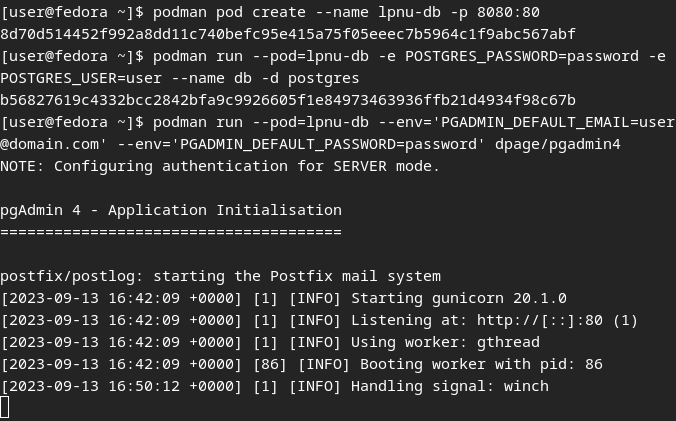 [user@fedora ~]$ podman pod create --name lpnu-db -p 8080:80
8d70d514452f992a8dd11c740befc95e415a75f05eeec7b5964c1f9abc567abf
[user@fedora ~]$ podman run --pod=lpnu-db -e POSTGRES_PASSWORD=password -e
POSTGRES_USER=user --name db -d postgres
b56827619c4332bcc2842bfa9c9926605f1e84973463936ffb21d4934f98c67b
[user@fedora ~]$ podman run --pod=lpnu-db --env='PGADMIN_DEFAULT_EMAIL=user
@domain.com' --env='PGADMIN_DEFAULT_PASSWORD=password' dpage/pgadmin4
NOTE: Configuring authentication for SERVER mode.

pgAdmin 4 - Application Initialisation
======================================

postfix/postlog: starting the Postfix mail system
[2023-09-13 16:42:09 +0000] [1] [INFO] Starting gunicorn 20.1.0
[2023-09-13 16:42:09 +0000] [1] [INFO] Listening at: http://[::]:80 (1)
[2023-09-13 16:42:09 +0000] [1] [INFO] Using worker: gthread
[2023-09-13 16:42:09 +0000] [86] [INFO] Booting worker with pid: 86
[2023-09-13 16:50:12 +0000] [1] [INFO] Handling signal: winch